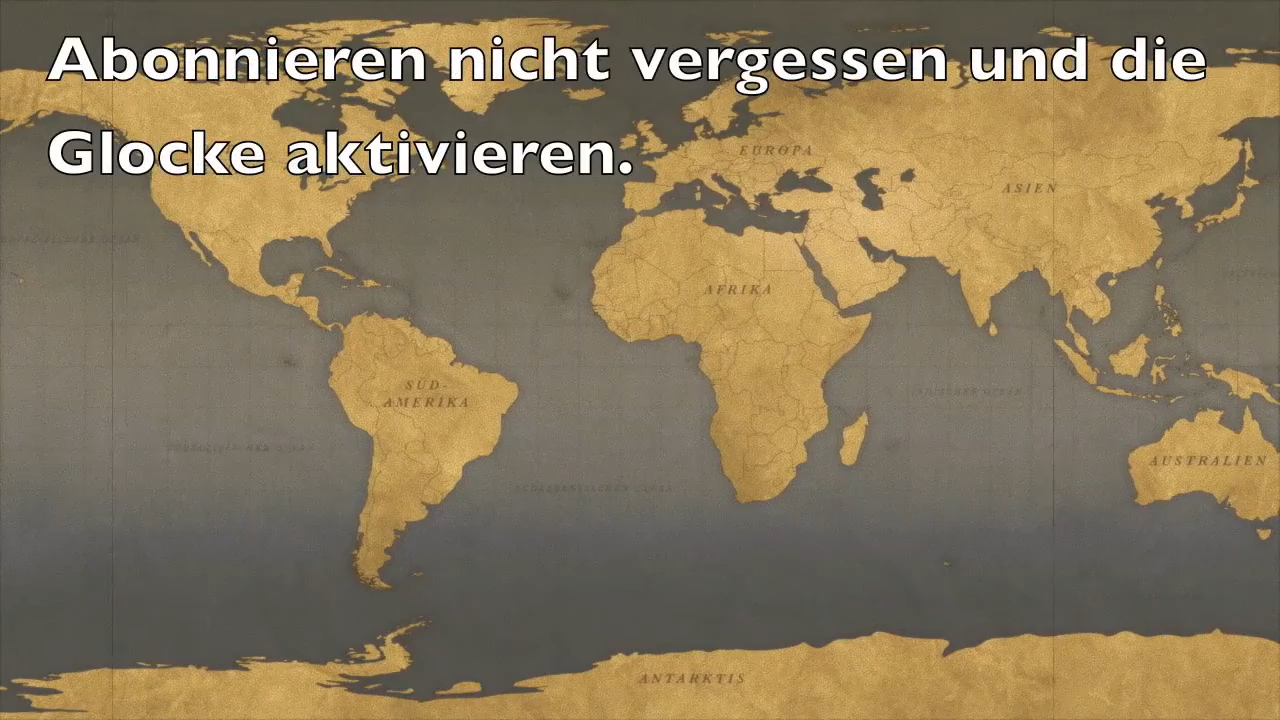 Abonnieren nicht vergessen und die
Glocke aktivieren.
EUROPA
ASIEN
AFRIKA
SÜD-
AMERIKA
AUSTRALIEN
ANTARKTIS